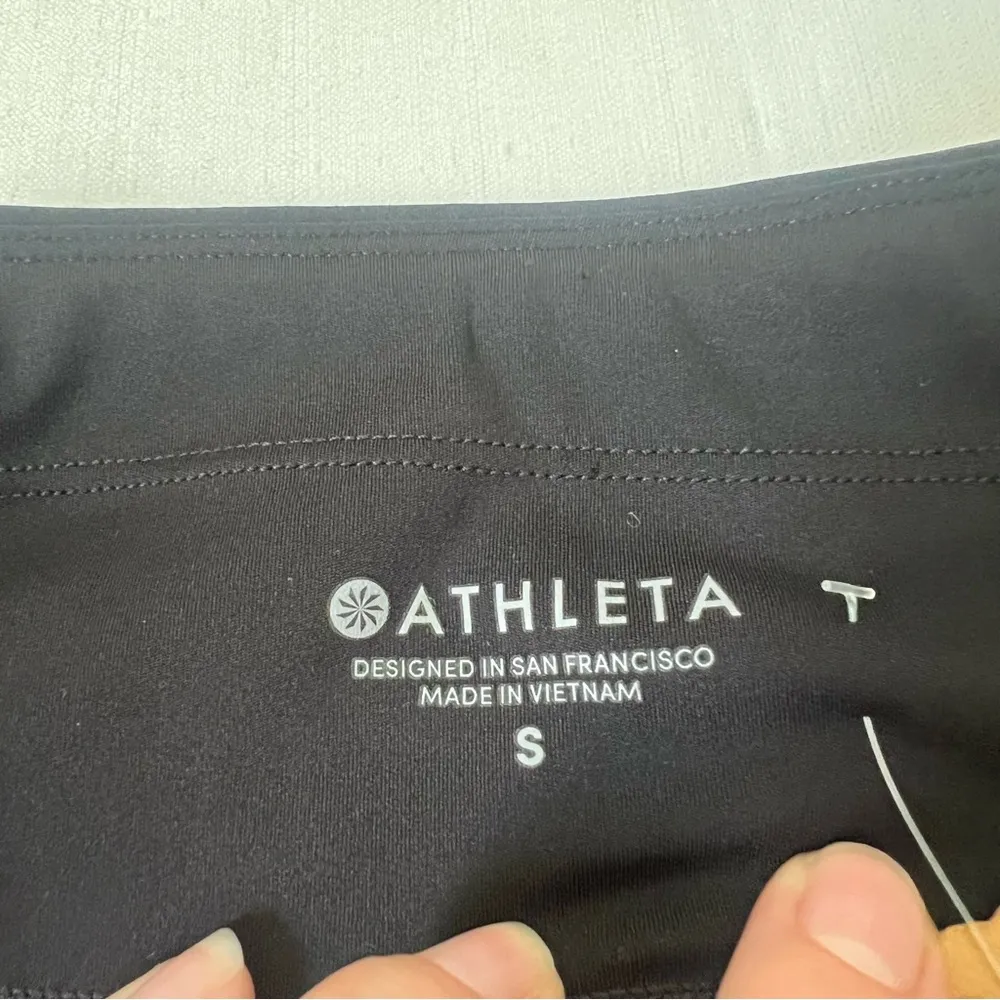 ATHLETA
DESIGNED IN SAN FRANCISCO
MADE IN VIETNAM
S